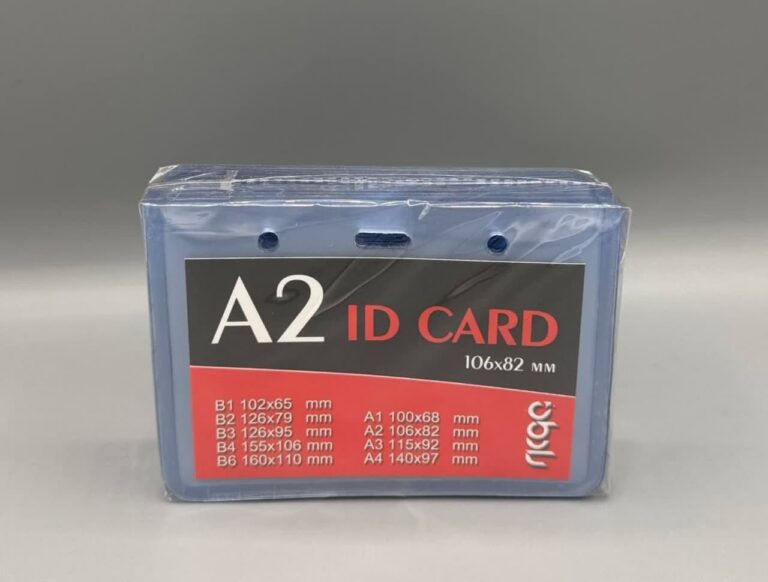 A2 ID CARD
106x82 MM
B1 102x65 mm
B2 126x79 mm
B3 126x95 mm
B4 155x106 mm
B6 160x110 mm
A1 100x68 mm
A2 106x82 mm
A3 115x92 mm
A4 140x97 mm